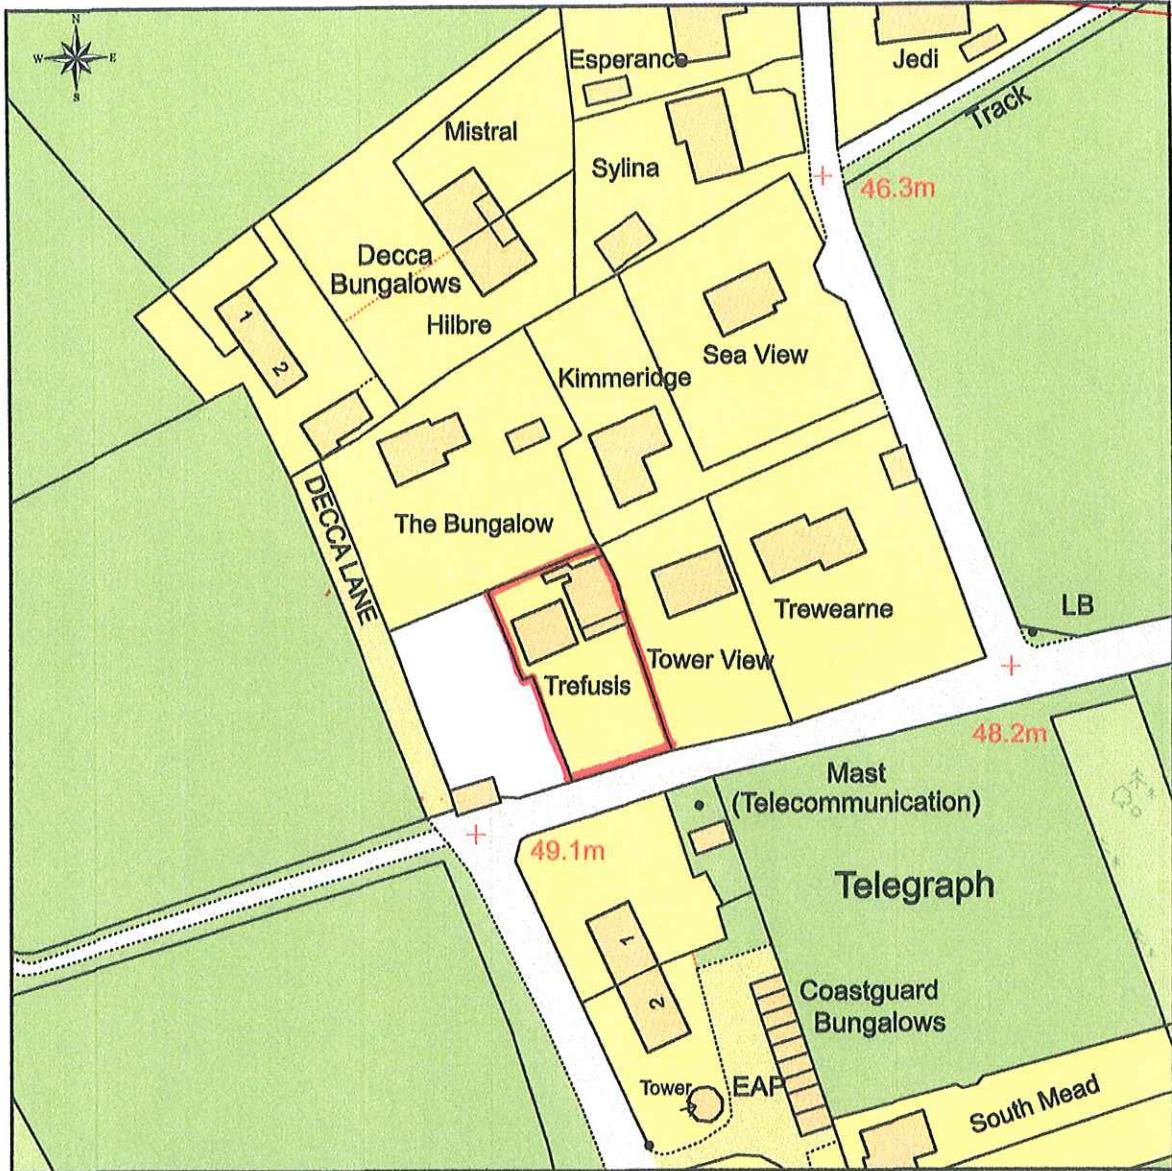 N
W E
S
Esperance
Jedi
Mistral
Track
Sylina
46.3m
Decca
Bungalows
Hilbre
Sea View
1
2
Kimmeridge
DECCA LANE
The Bungalow
LB
Trewearne
Tower View
Trefusis
48.2m
Mast
(Telecommunication)
49.1m
Telegraph
1
2
Coastguard
Bungalows
Tower
EAP
South Mead